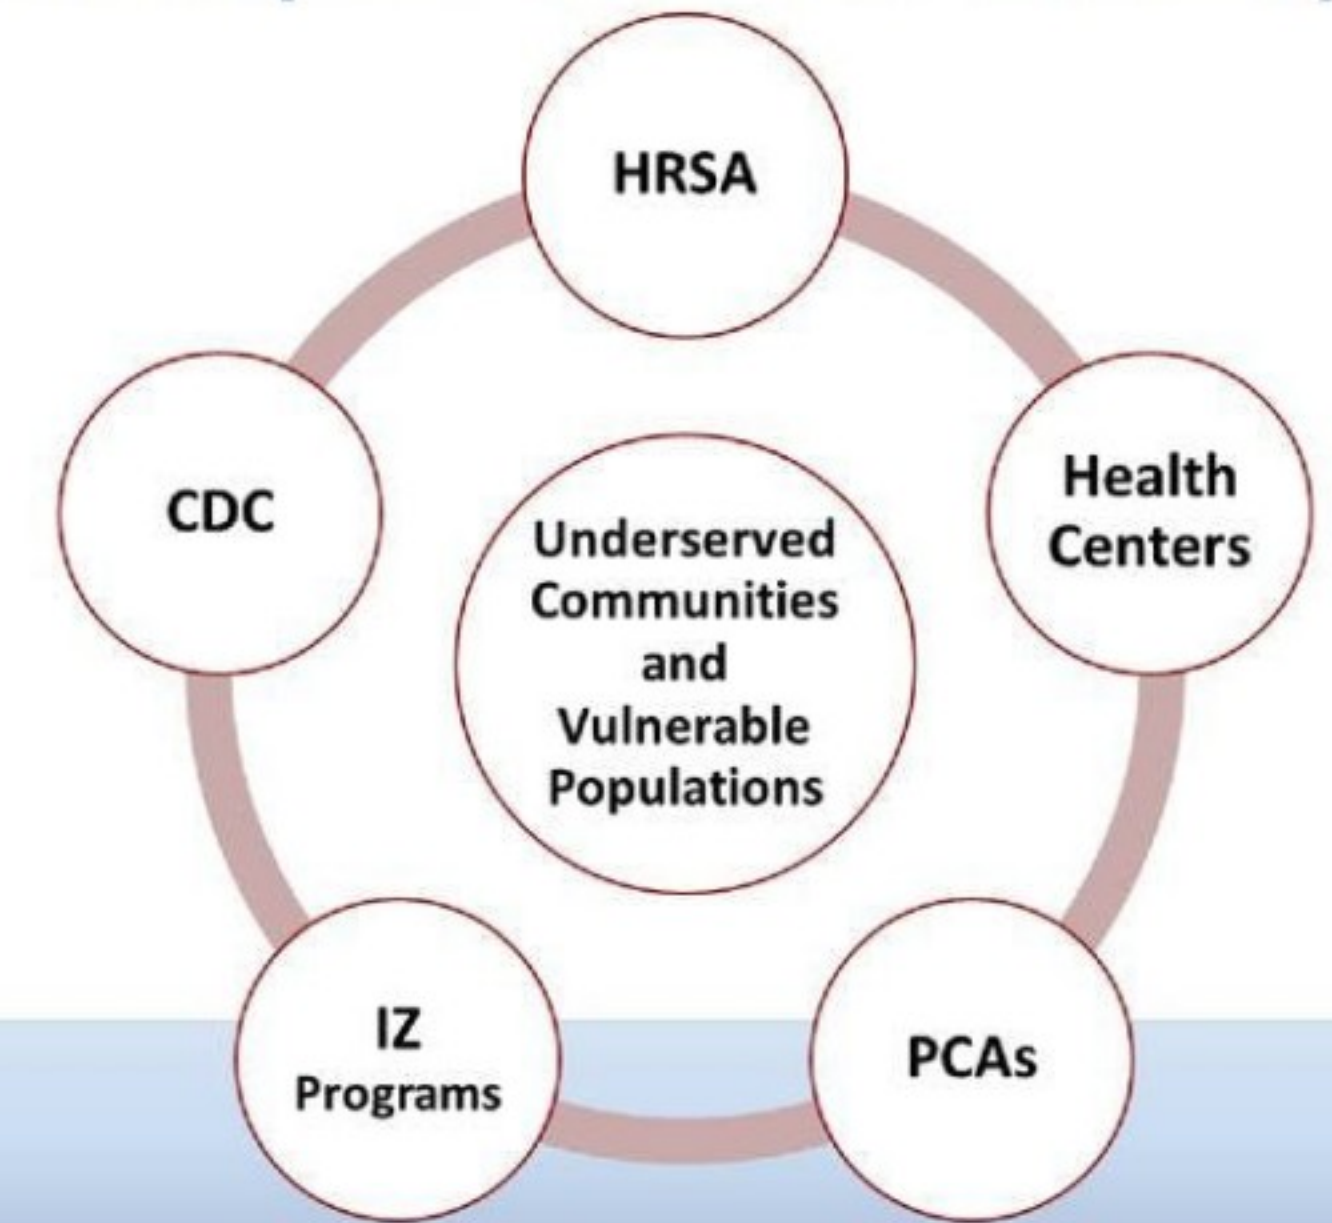 HRSA
Health
Centers
PCAs
IZ
Programs
CDC
Underserved
Communities
and
Vulnerable
Populations